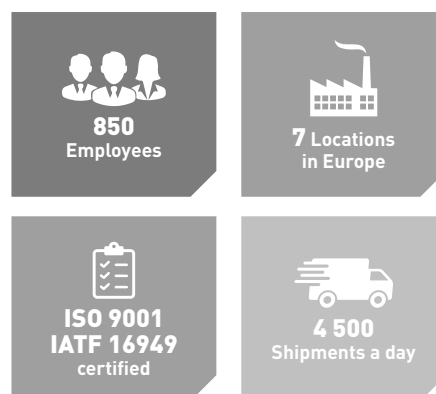 850
Employees
7 Locations
in Europe
ISO 9001
IATF 16949
certified
4 500
Shipments a day